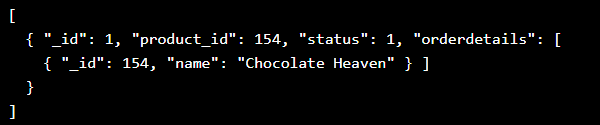 [
  { "_id": 1, "product_id": 154, "status": 1, "orderdetails": [
    { "_id": 154, "name": "Chocolate Heaven" } ]
  }
]